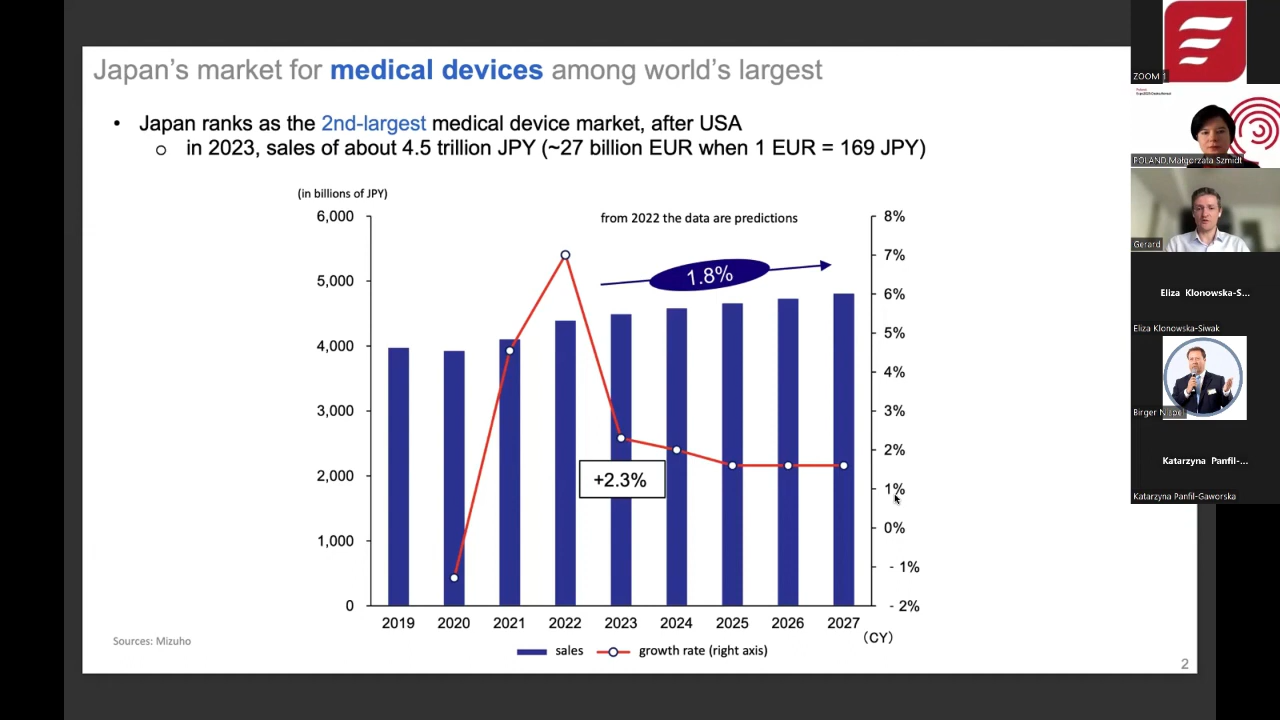 Japan's market for medical devices among world's largest
• Japan ranks as the 2nd-largest medical device market, after USA
o in 2023, sales of about 4.5 trillion JPY (~27 billion EUR when 1 EUR = 169 JPY)
(in billions of JPY)
from 2022 the data are predictions
6,000
5,000
4,000
3,000
2,000
1,000
0
1.8%
+2.3%
8%
7%
6%
5%
4%
3%
2%
1%
0%
- 1%
- 2%
2019 2020 2021 2022 2023 2024 2025 2026 2027
(CY)
sales growth rate (right axis)
Sources: Mizuho
2
ZOOM 1
POLAND Małgorzata Szmidt
Gerard
Eliza Klonowska-S...
Eliza Klonowska-Siwak
Birger
Katarzyna Panfil-...
Katarzyna Panfil-Gaworska